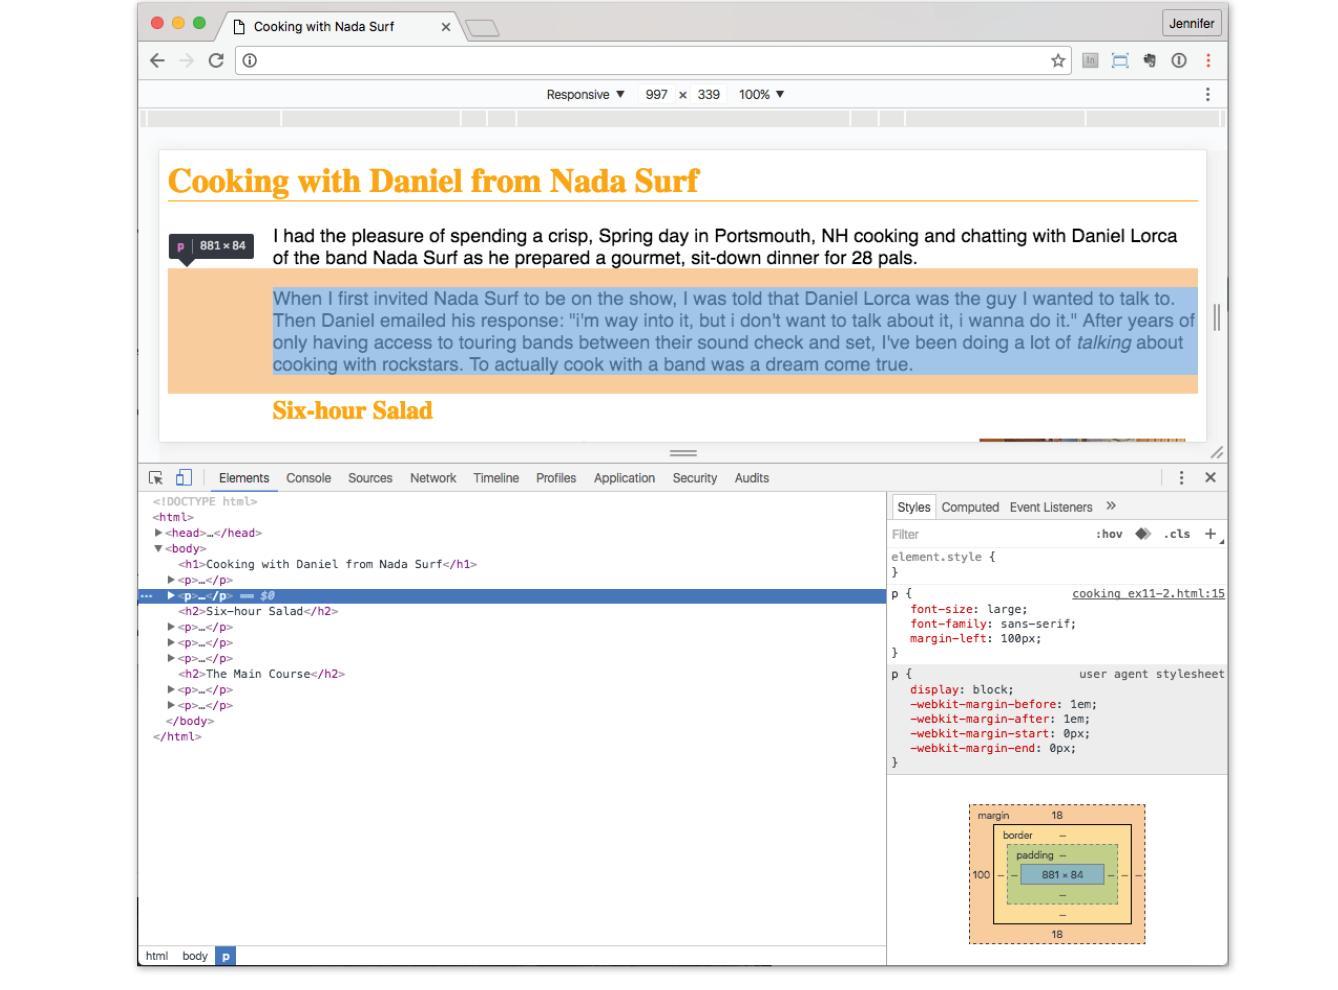 Cooking with Nada Surf
Jennifer
Responsive ▼ 997 × 339 100% ▼
Cooking with Daniel from Nada Surf
p 881 × 84
I had the pleasure of spending a crisp, Spring day in Portsmouth, NH cooking and chatting with Daniel Lorca
of the band Nada Surf as he prepared a gourmet, sit-down dinner for 28 pals.
When I first invited Nada Surf to be on the show, I was told that Daniel Lorca was the guy I wanted to talk to.
Then Daniel emailed his response: "i'm way into it, but i don't want to talk about it, i wanna do it." After years of
only having access to touring bands between their sound check and set, I've been doing a lot of talking about
cooking with rockstars. To actually cook with a band was a dream come true.
Six-hour Salad
Elements Console Sources Network Timeline Profiles Application Security Audits
<!DOCTYPE html>
<html>
▶<head>…</head>
▼<body>
<h1>Cooking with Daniel from Nada Surf</h1>
▶<p>…</p>
••• ▶<p>…</p> == $0
<h2>Six-hour Salad</h2>
▶<p>…</p>
▶<p>…</p>
▶<p>…</p>
<h2>The Main Course</h2>
▶<p>…</p>
▶<p>…</p>
</body>
</html>
html body p
Styles Computed Event Listeners »
Filter :hov .cls +
element.style {
}
p { cooking_ex11-2.html:15
font-size: large;
font-family: sans-serif;
margin-left: 100px;
}
p { user agent stylesheet
display: block;
-webkit-margin-before: 1em;
-webkit-margin-after: 1em;
-webkit-margin-start: 0px;
-webkit-margin-end: 0px;
}
margin 18
border –
padding –
100 – – 881 × 84 – – –
–
–
18